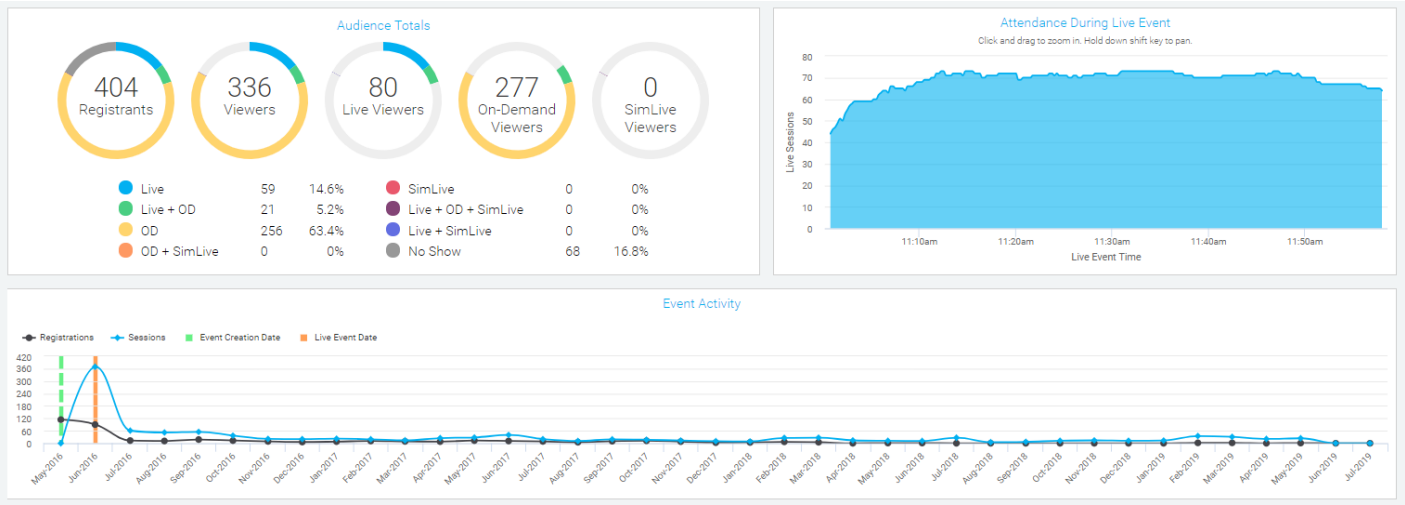 Audience Totals
404
Registrants
336
Viewers
80
Live Viewers
277
On-Demand
Viewers
0
SimLive
Viewers
Live 59 14.6%
Live + OD 21 5.2%
OD 256 63.4%
OD + SimLive 0 0%
SimLive 0 0%
Live + OD + SimLive 0 0%
Live + SimLive 0 0%
No Show 68 16.8%
Attendance During Live Event
Click and drag to zoom in. Hold down shift key to pan.
Live Sessions
80
70
60
50
40
30
20
10
0
11:10am 11:20am 11:30am 11:40am 11:50am
Live Event Time
Event Activity
Registrations Sessions Event Creation Date Live Event Date
420
360
300
240
180
120
60
0
May-2016 Jun-2016 Jul-2016 Aug-2016 Sep-2016 Oct-2016 Nov-2016 Dec-2016 Jan-2017 Feb-2017 Mar-2017 Apr-2017 May-2017 Jun-2017 Jul-2017 Aug-2017 Sep-2017 Oct-2017 Nov-2017 Dec-2017 Jan-2018 Feb-2018 Mar-2018 Apr-2018 May-2018 Jun-2018 Jul-2018 Aug-2018 Sep-2018 Oct-2018 Nov-2018 Dec-2018 Jan-2019 Feb-2019 Mar-2019 Apr-2019 May-2019 Jun-2019 Jul-2019